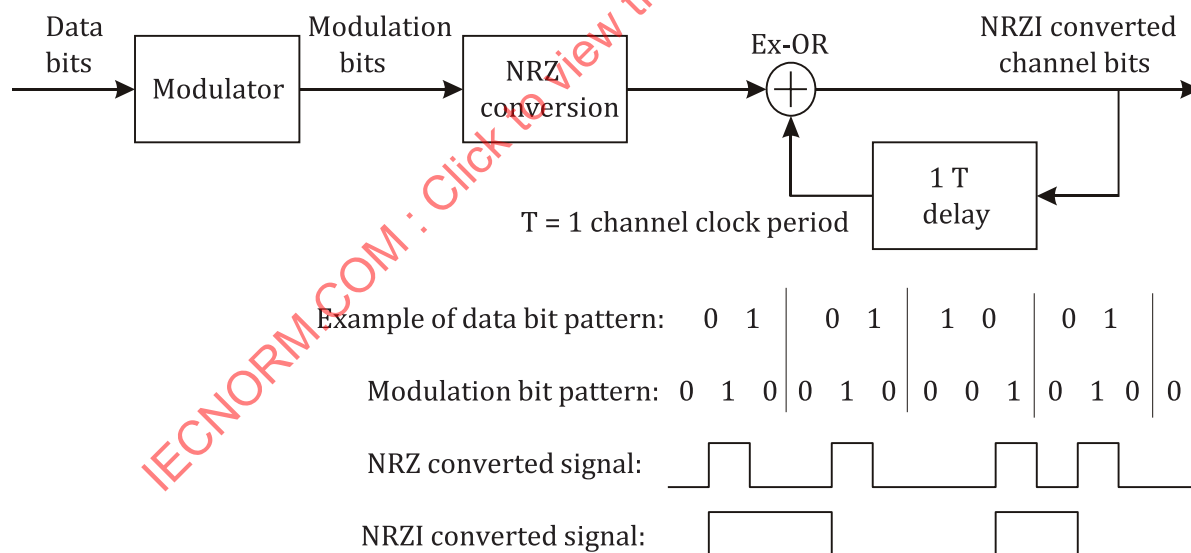 Data
bits
Modulator
Modulation
bits
NRZ
conversion
Ex-OR
NRZI converted
channel bits
1 T
delay
T = 1 channel clock period
Example of data bit pattern: 0 1 0 1 1 0 0 1
Modulation bit pattern: 0 1 0 0 1 0 0 0 1 0 1 0 0
NRZ converted signal:
NRZI converted signal:
IECNORM.COM : Click to view